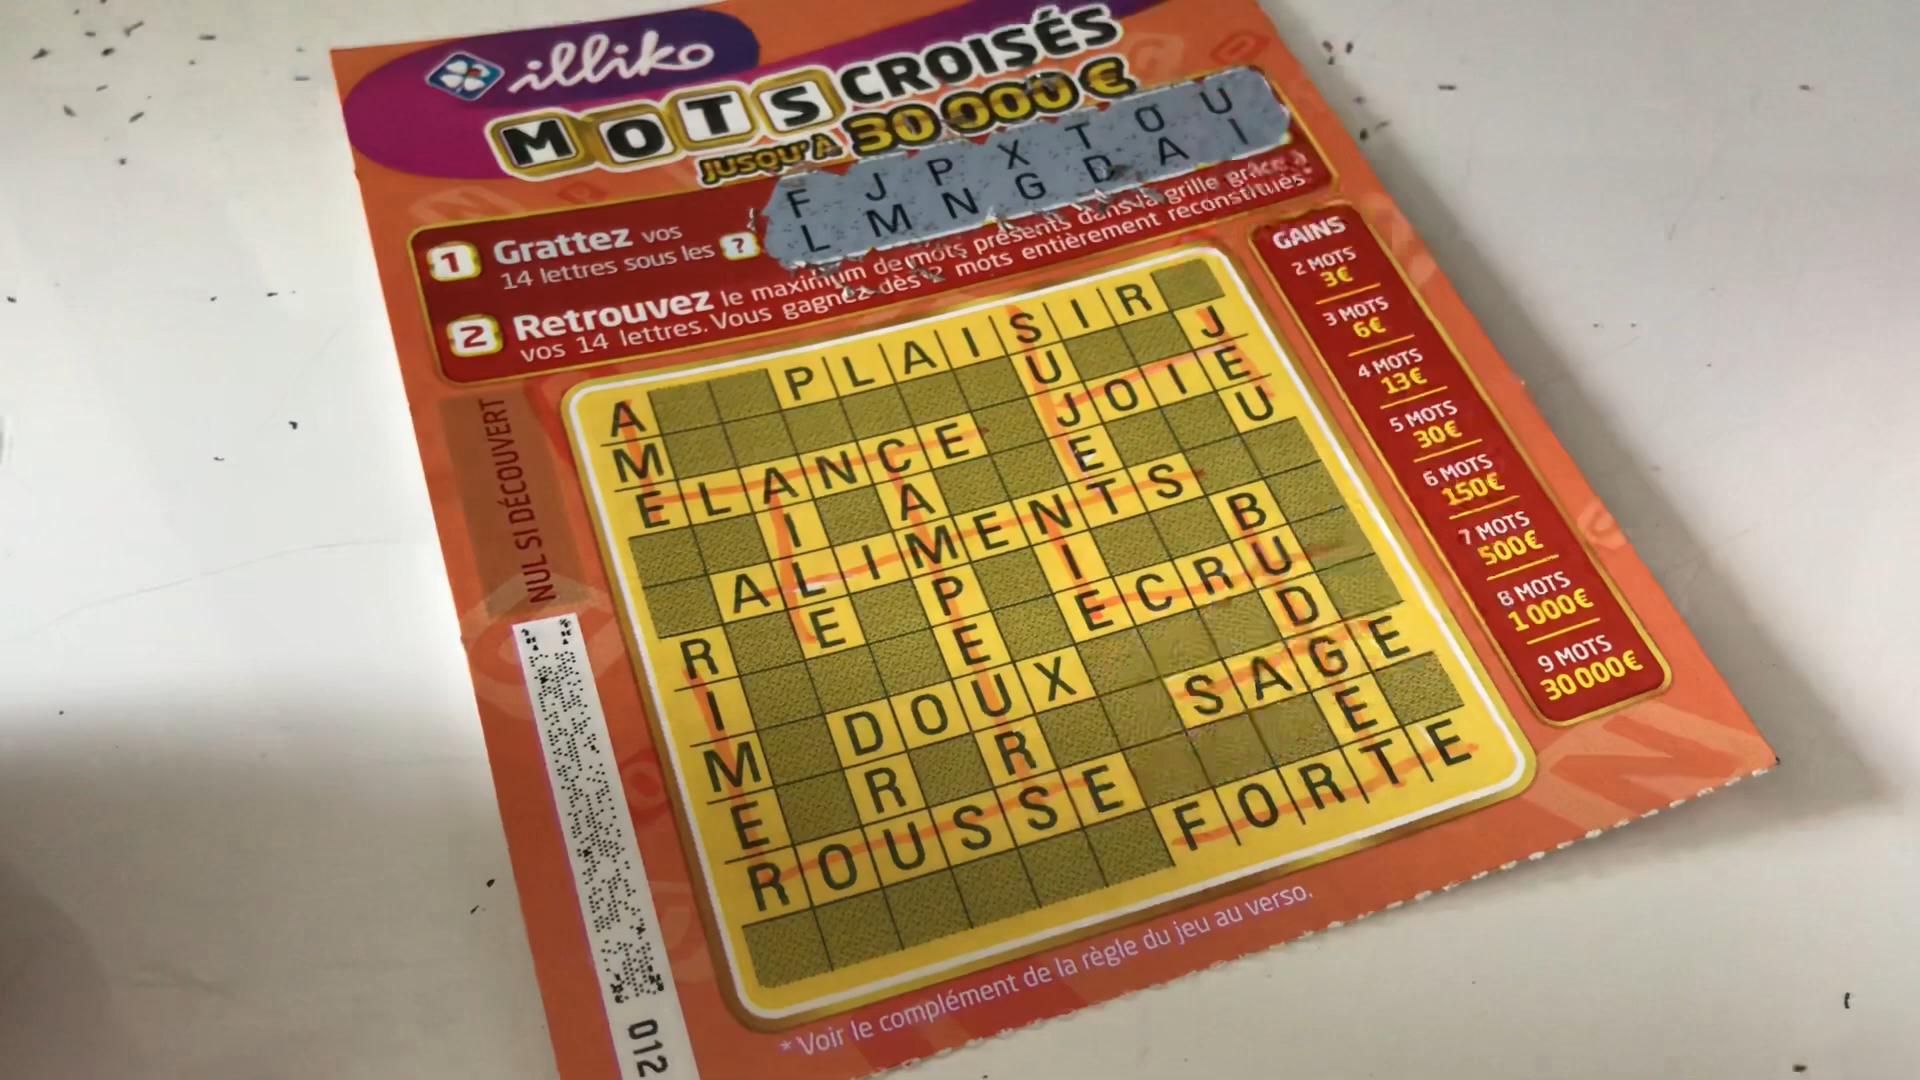 illiko
MOTS CROISÉS
JUSQU'À 30 000 €
F J P X T O U
L M N G D A I
1 Grattez vos
14 lettres sous les ?
2 Retrouvez le maximum de mots présents dans la grille grâce à
vos 14 lettres. Vous gagnez dès 2 mots entièrement reconstitués
NUL SI DÉCOUVERT
PLAISIR
A U J
M JOIE
ELANCE E U
I A
ALIMENTS
E P I B
R E ECRU
I D
M DOUX SAGE
E R R E
ROUSSE
FORTE
GAINS
2 MOTS
3€
3 MOTS
6€
4 MOTS
13€
5 MOTS
30€
6 MOTS
150€
7 MOTS
500€
8 MOTS
1 000€
9 MOTS
30 000€
012
* Voir le complément de la règle du jeu au verso.